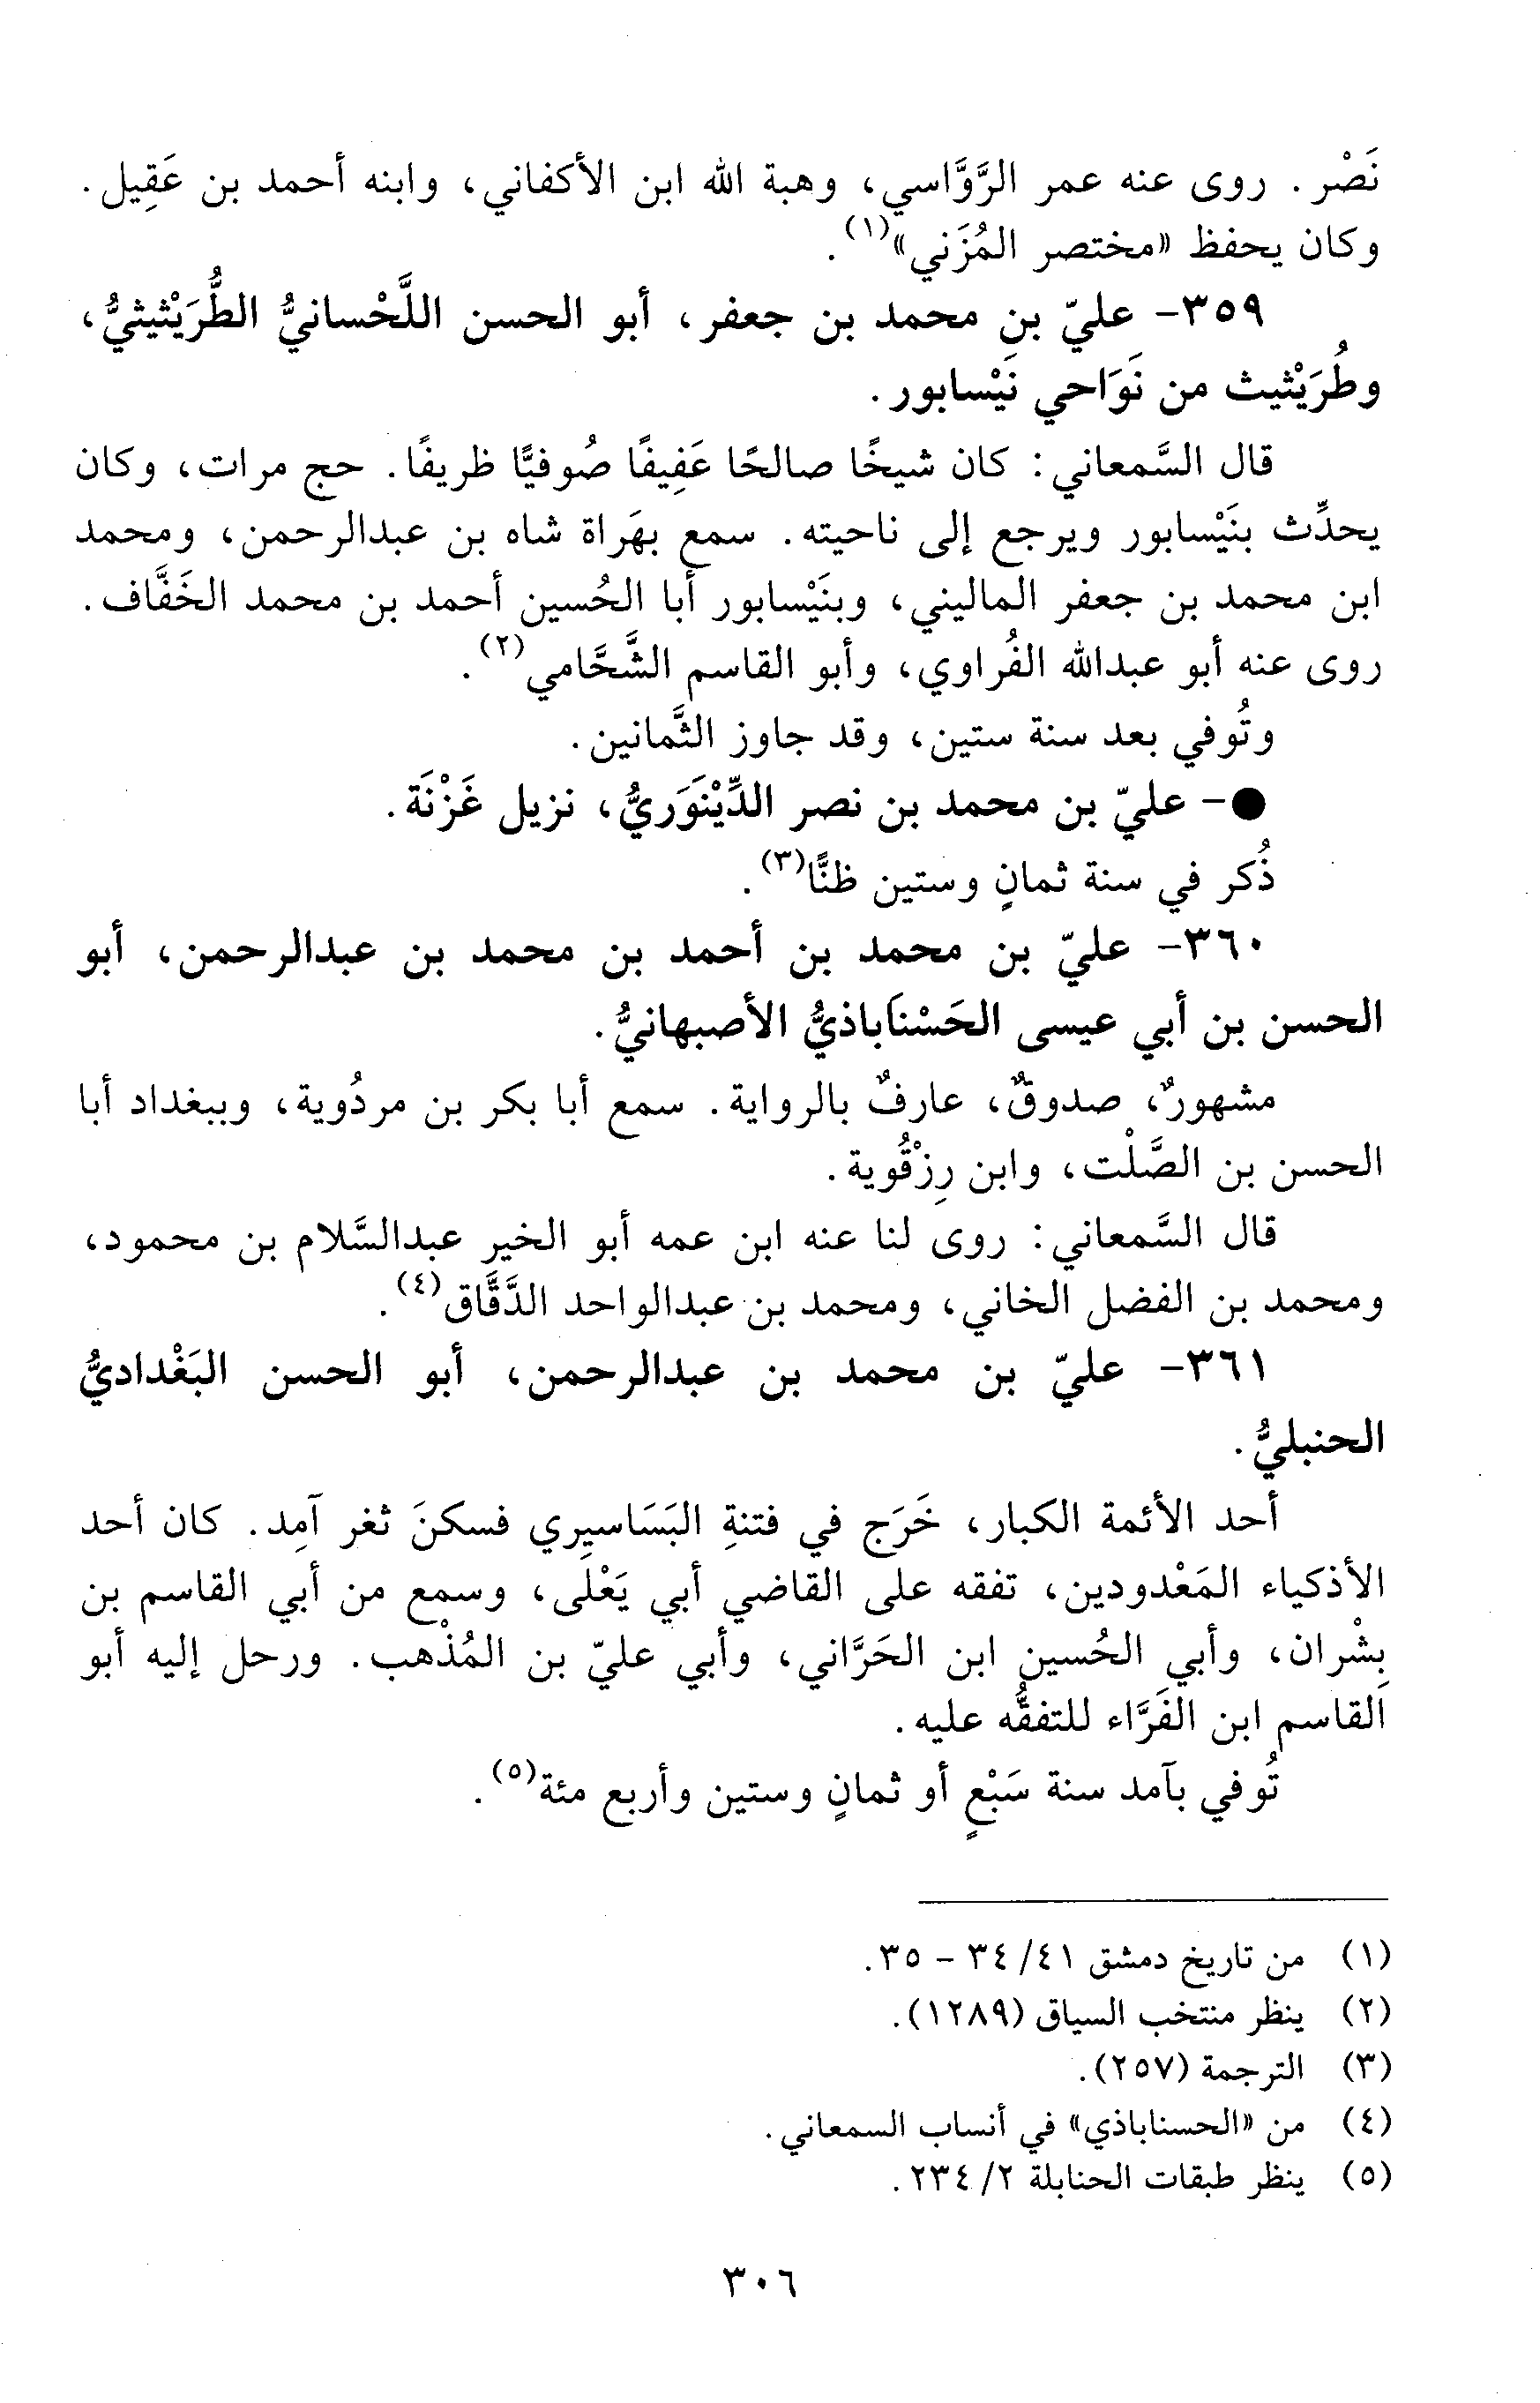 نَصْر. روى عنه عمر الرَّوَّاسي، وهبة الله ابن الأكفاني، وابنه أحمد بن عَقِيل.
وكان يحفظ «مختصر المُزَني»(١).
٣٥٩- عليّ بن محمد بن جعفر، أبو الحسن اللَّحْسانيُّ الطُّرَيْثيثيُّ،
وطُرَيْثيث من نَوَاحي نَيْسابور.
قال السَّمعاني: كان شيخًا صالحًا عَفِيفًا صُوفيًّا ظريفًا. حج مرات، وكان
يحدِّث بنَيْسابور ويرجع إلى ناحيته. سمع بهَراة شاه بن عبدالرحمن، ومحمد
ابن محمد بن جعفر الماليني، وبنَيْسابور أبا الحُسين أحمد بن محمد الخَفَّاف.
روى عنه أبو عبدالله الفُراوي، وأبو القاسم الشَّحَّامي(٢).
وتُوفي بعد سنة ستين، وقد جاوز الثَّمانين.
●- عليّ بن محمد بن نصر الدِّيْنَوَريُّ، نزيل غَزْنَة.
ذُكر في سنة ثمانٍ وستين ظنًّا(٣).
٣٦٠- عليّ بن محمد بن أحمد بن محمد بن عبدالرحمن، أبو
الحسن بن أبي عيسى الحَسْنَاباذيُّ الأصبهانيُّ.
مشهورٌ، صدوقٌ، عارفٌ بالرواية. سمع أبا بكر بن مردُوية، وببغداد أبا
الحسن بن الصَّلْت، وابن رِزْقُوية.
قال السَّمعاني: روى لنا عنه ابن عمه أبو الخير عبدالسَّلام بن محمود،
ومحمد بن الفضل الخاني، ومحمد بن عبدالواحد الدَّقَّاق(٤).
٣٦١- عليّ بن محمد بن عبدالرحمن، أبو الحسن البَغْداديُّ
الحنبليُّ.
أحد الأئمة الكبار، خَرَج في فتنةِ البَسَاسيِري فسكنَ ثغر آمِد. كان أحد
الأذكياء المَعْدودين، تفقه على القاضي أبي يَعْلَى، وسمع من أبي القاسم بن
بِشْران، وأبي الحُسين ابن الحَرَّاني، وأبي عليّ بن المُذْهب. ورحل إليه أبو
القاسم ابن الفَرَّاء للتفقُّه عليه.
تُوفي بآمد سنة سَبْعٍ أو ثمانٍ وستين وأربع مئة(٥).
(١) من تاريخ دمشق ٤١/ ٣٤ - ٣٥.
(٢) ينظر منتخب السياق (١٢٨٩).
(٣) الترجمة (٢٥٧).
(٤) من «الحسناباذي» في أنساب السمعاني.
(٥) ينظر طبقات الحنابلة ٢/ ٢٣٤.
٣٠٦